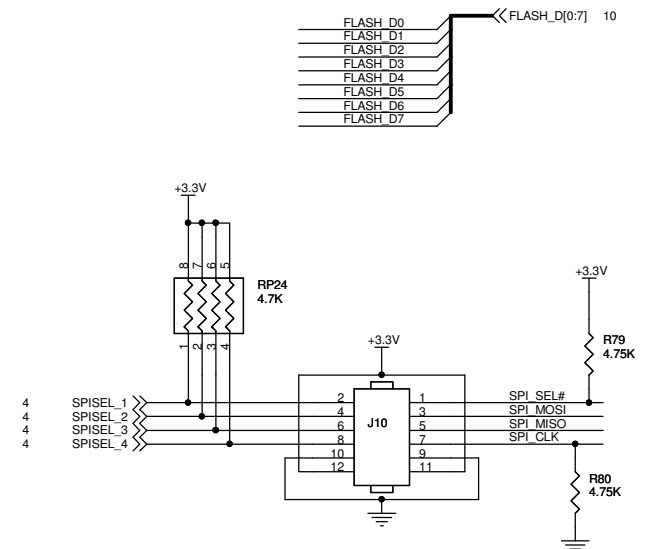 FLASH_D[0:7] 10
FLASH_D0
FLASH_D1
FLASH_D2
FLASH_D3
FLASH_D4
FLASH_D5
FLASH_D6
FLASH_D7
+3.3V
8 7 6 5
RP24
4.7K
1 2 3 4
+3.3V
R79
4.75K
+3.3V
4 SPISEL_1 2 1 SPI_SEL#
4 SPISEL_2 4 3 SPI_MOSI
J10
4 SPISEL_3 6 5 SPI_MISO
4 SPISEL_4 8 7 SPI_CLK
10 9
12 11
R80
4.75K